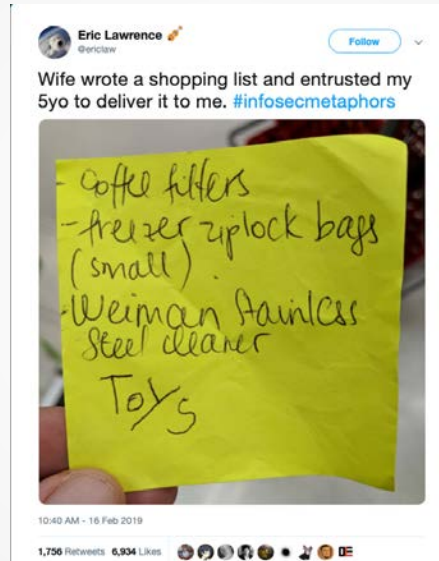 Eric Lawrence
@ericlaw
Follow
Wife wrote a shopping list and entrusted my
5yo to deliver it to me. #infosecmetaphors
- Coffee filters
- freezer ziplock bags
(small).
- Weiman Stainless
Steel cleaner
Toys
10:40 AM - 16 Feb 2019
1,756 Retweets 6,934 Likes